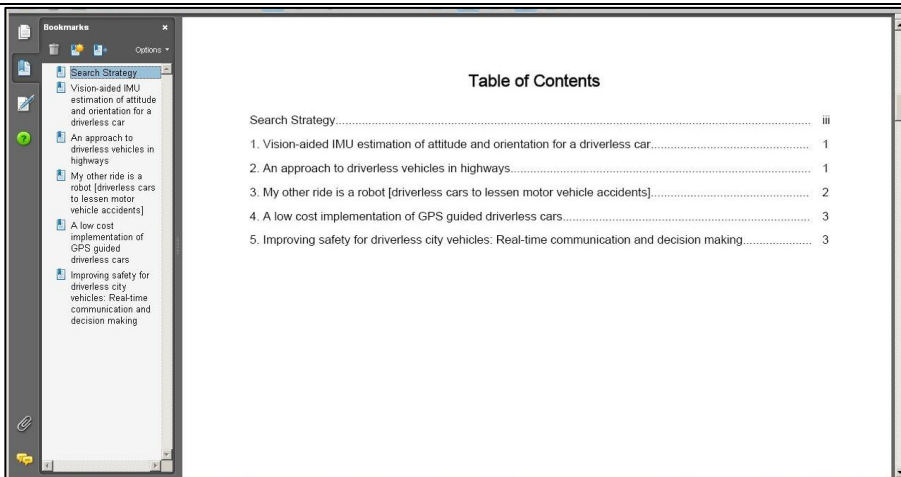 Bookmarks
Options
Search Strategy
Vision-aided IMU
estimation of attitude
and orientation for a
driverless car
An approach to
driverless vehicles in
highways
My other ride is a
robot [driverless cars
to lessen motor
vehicle accidents]
A low cost
implementation of
GPS guided
driverless cars
Improving safety for
driverless city
vehicles: Real-time
communication and
decision making
Table of Contents
Search Strategy.......... iii
1. Vision-aided IMU estimation of attitude and orientation for a driverless car.......... 1
2. An approach to driverless vehicles in highways.......... 1
3. My other ride is a robot [driverless cars to lessen motor vehicle accidents].......... 2
4. A low cost implementation of GPS guided driverless cars.......... 3
5. Improving safety for driverless city vehicles: Real-time communication and decision making.......... 3